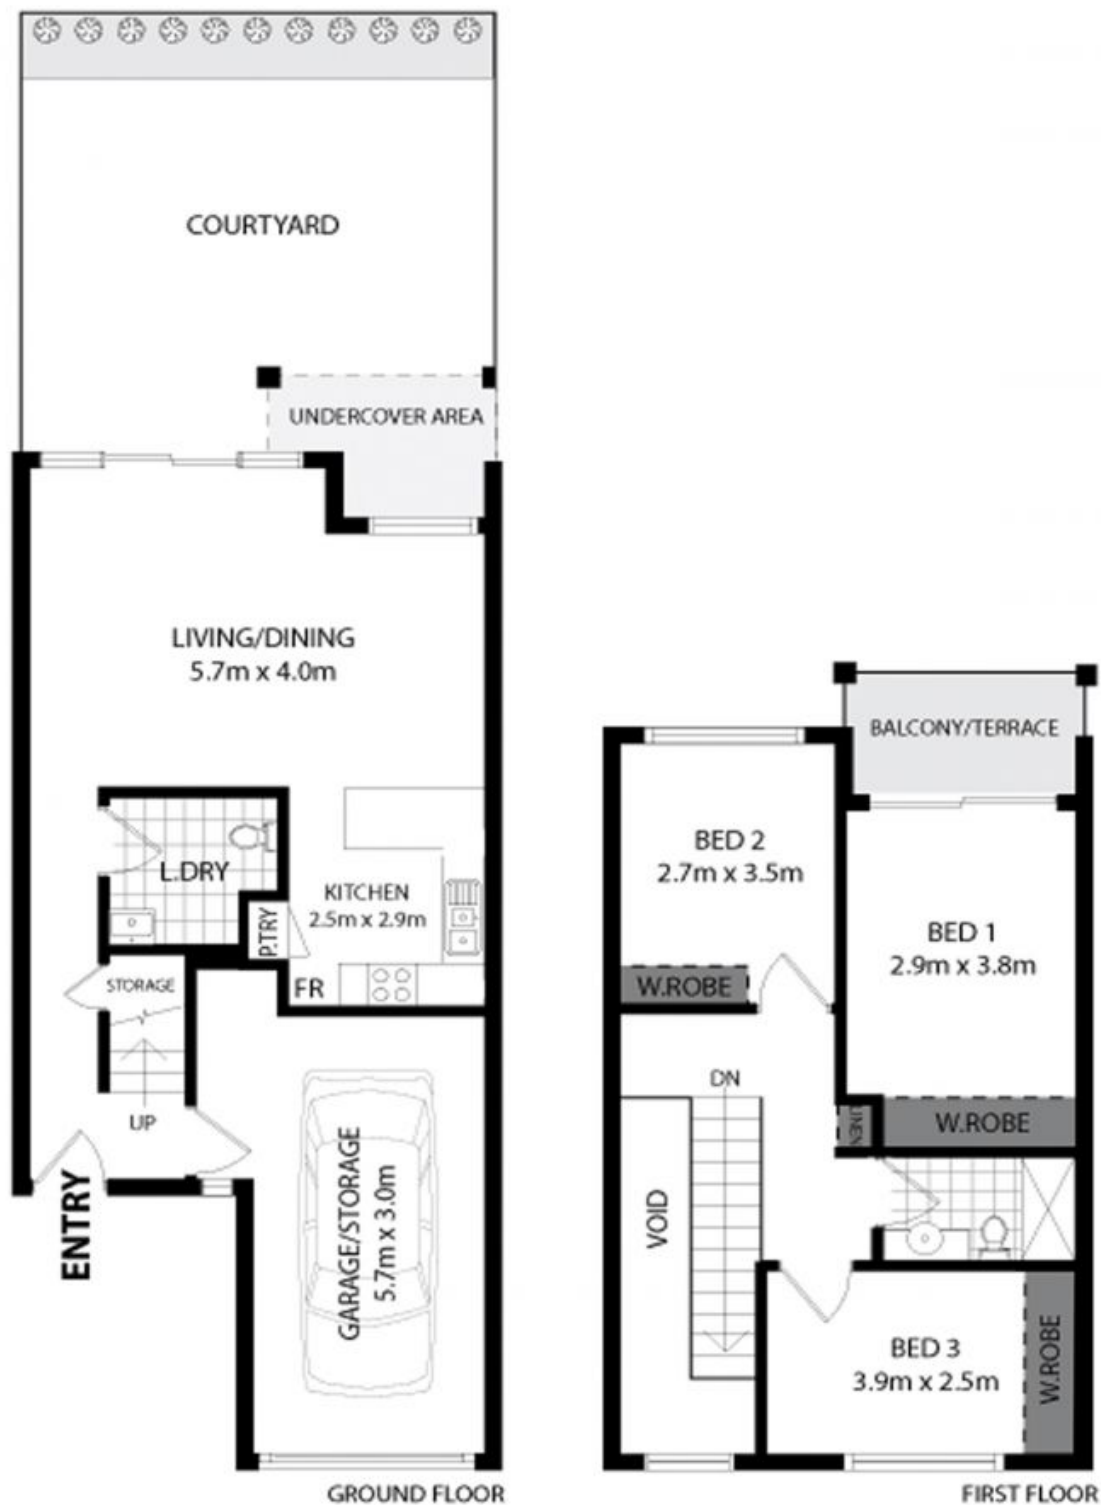 COURTYARD
UNDERCOVER AREA
LIVING/DINING
5.7m x 4.0m
L.DRY
KITCHEN
2.5m x 2.9m
P.TRY
STORAGE
FR
UP
ENTRY
GARAGE/STORAGE
5.7m x 3.0m
GROUND FLOOR
BALCONY/TERRACE
BED 2
2.7m x 3.5m
BED 1
2.9m x 3.8m
W.ROBE
DN
LINEN
W.ROBE
VOID
BED 3
3.9m x 2.5m
W.ROBE
FIRST FLOOR